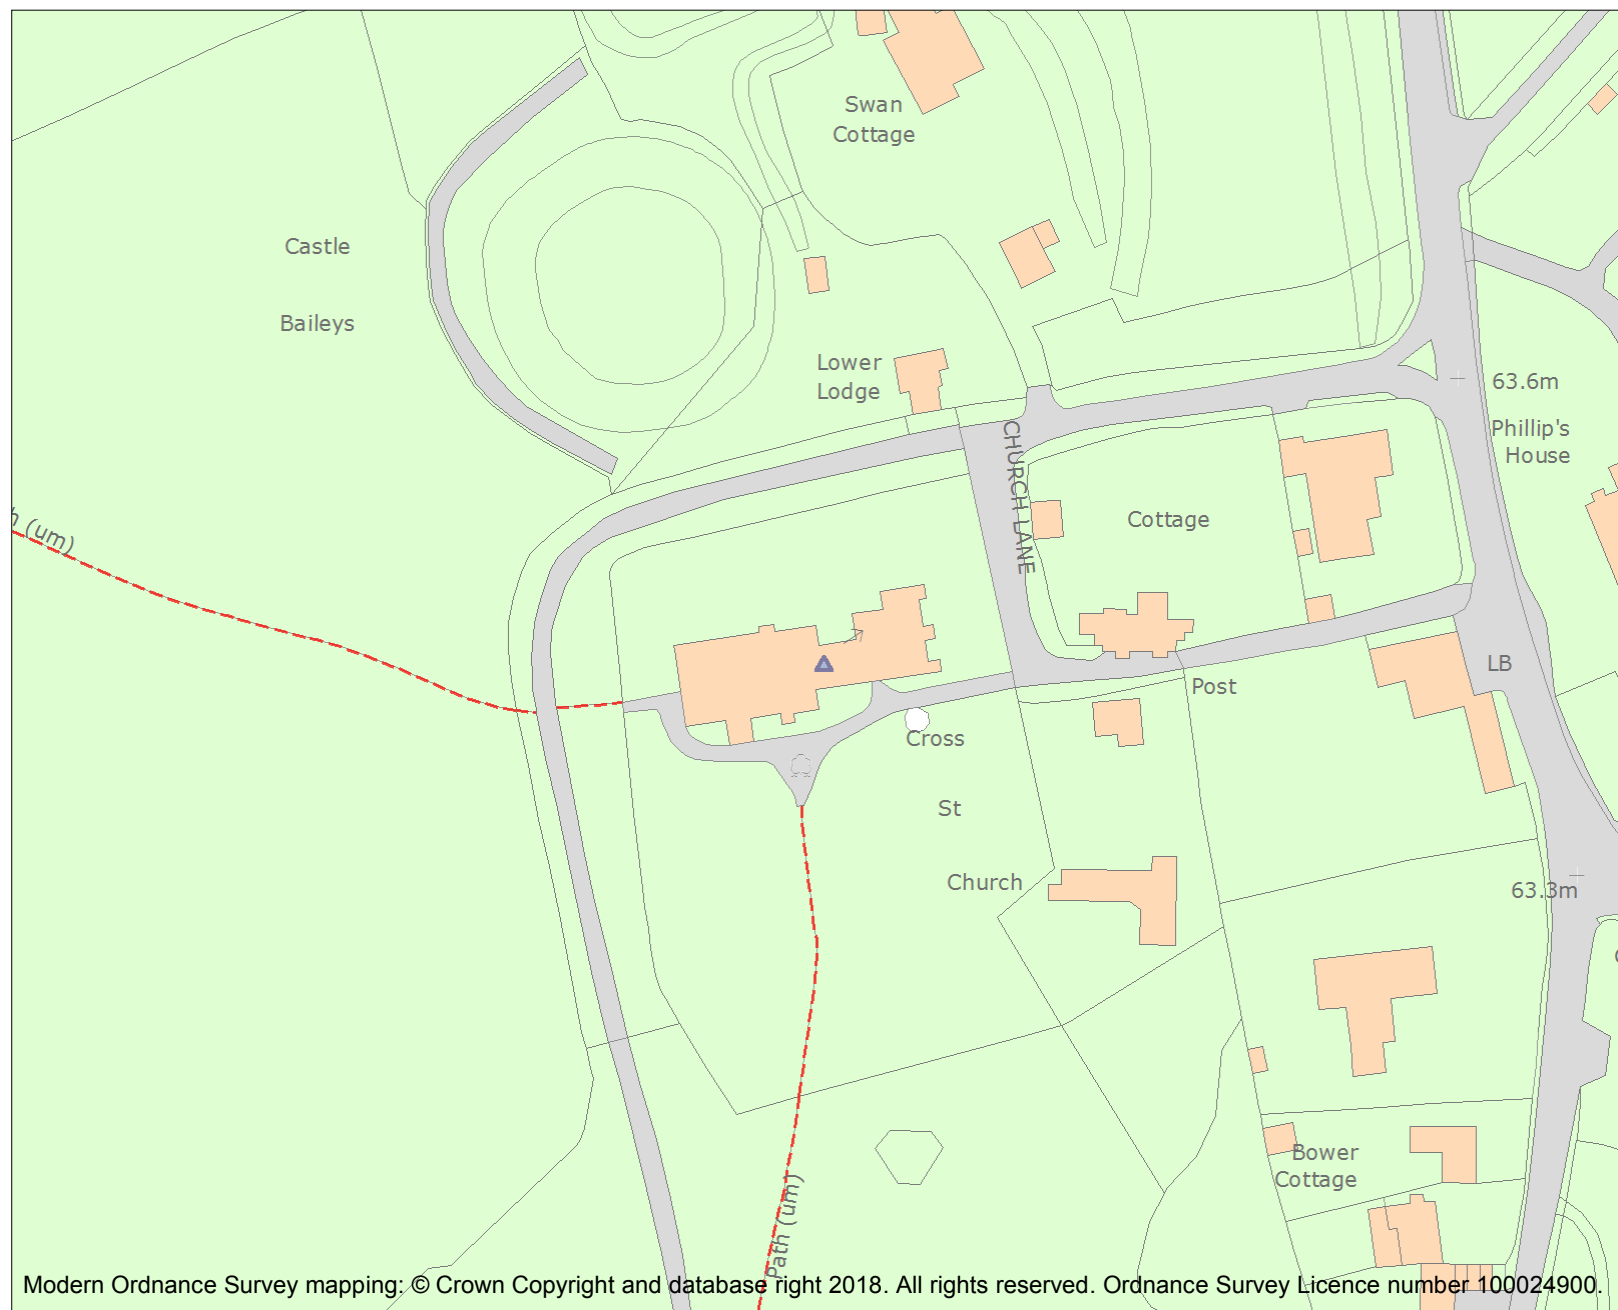 Swan
Cottage
Castle
Baileys
Lower
Lodge
63.6m
Phillip's
House
CHURCH LANE
Cottage
h (um)
LB
Post
Cross
St
Church
63.3m
Bower
Cottage
Path (um)
Modern Ordnance Survey mapping: © Crown Copyright and database right 2018. All rights reserved. Ordnance Survey Licence number 100024900.